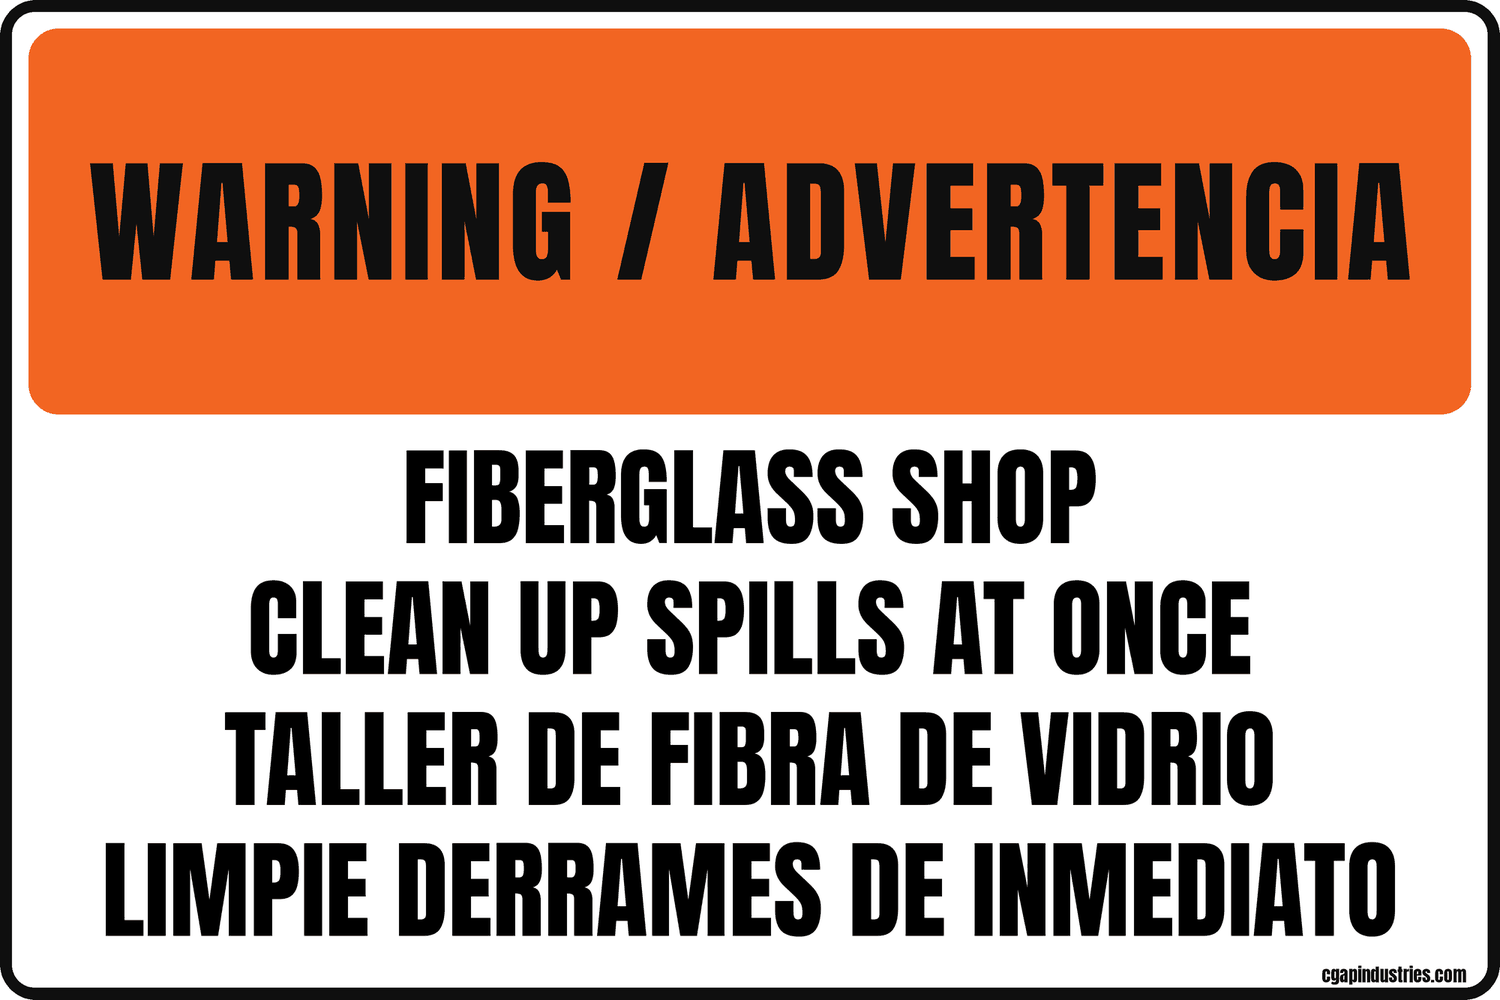 WARNING / ADVERTENCIA
FIBERGLASS SHOP
CLEAN UP SPILLS AT ONCE
TALLER DE FIBRA DE VIDRIO
LIMPIE DERRAMES DE INMEDIATO
cgapindustries.com